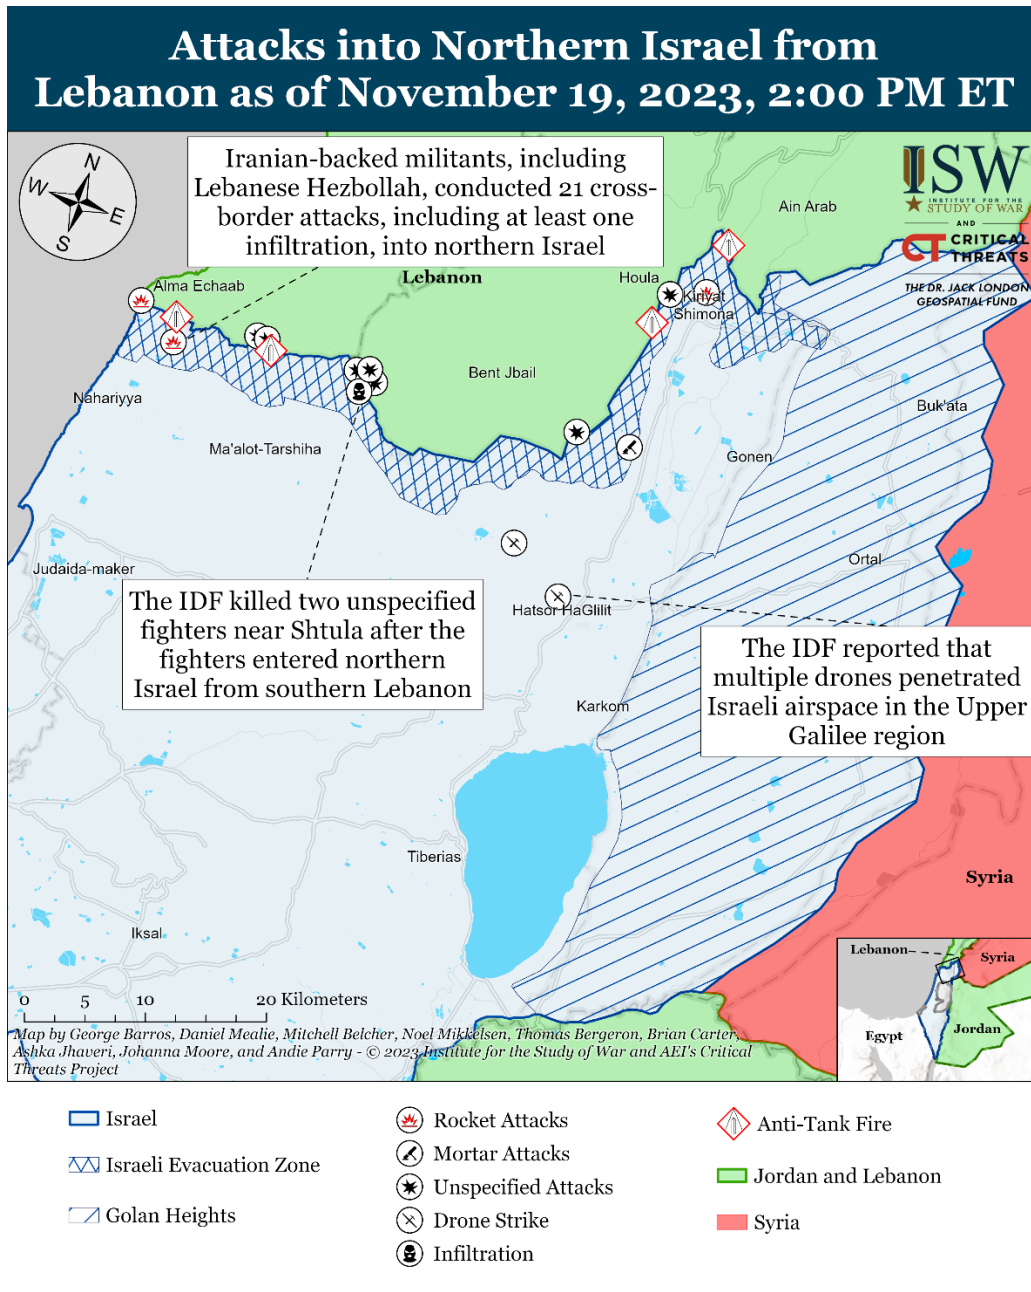 Attacks into Northern Israel from
Lebanon as of November 19, 2023, 2:00 PM ET
N
W
E
S
Iranian-backed militants, including
Lebanese Hezbollah, conducted 21 cross-
border attacks, including at least one
infiltration, into northern Israel
ISW
INSTITUTE FOR THE
STUDY OF WAR
AND
CT CRITICAL
THREATS
THE DR. JACK LONDON
GEOSPATIAL FUND
Ain Arab
Lebanon
Houla
Alma Echaab
Kiriyat
Shimona
Bent Jbail
Nahariyya
Buk'ata
Ma'alot-Tarshiha
Gonen
Ortal
Judaida-maker
Hatsor HaGlilit
The IDF killed two unspecified
fighters near Shtula after the
fighters entered northern
Israel from southern Lebanon
The IDF reported that
multiple drones penetrated
Israeli airspace in the Upper
Galilee region
Karkom
Tiberias
Syria
Iksal
0 5 10 20 Kilometers
Map by George Barros, Daniel Mealie, Mitchell Belcher, Noel Mikkelsen, Thomas Bergeron, Brian Carter,
Ashka Jhaveri, Johanna Moore, and Andie Parry - © 2023 Institute for the Study of War and AEI's Critical
Threats Project
Lebanon
Syria
Egypt
Jordan
Israel
Israeli Evacuation Zone
Golan Heights
Rocket Attacks
Mortar Attacks
Unspecified Attacks
Drone Strike
Infiltration
Anti-Tank Fire
Jordan and Lebanon
Syria